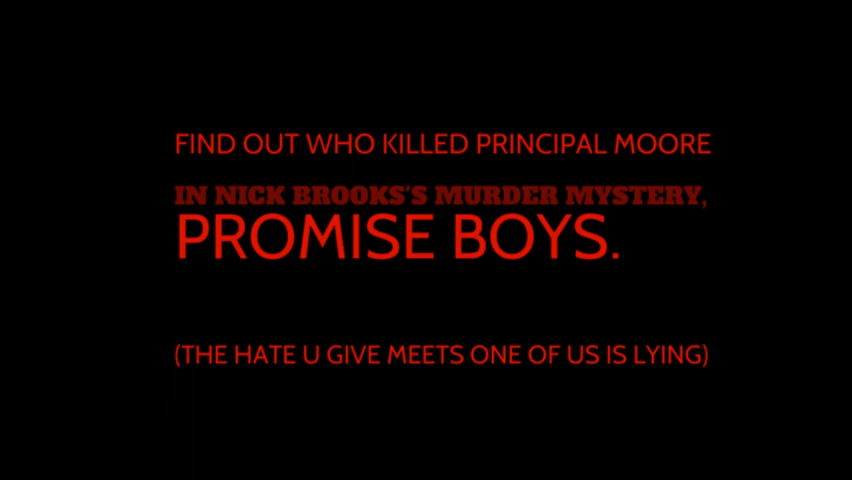 FIND OUT WHO KILLED PRINCIPAL MOORE
IN NICK BROOKS'S MURDER MYSTERY,
PROMISE BOYS.
(THE HATE U GIVE MEETS ONE OF US IS LYING)